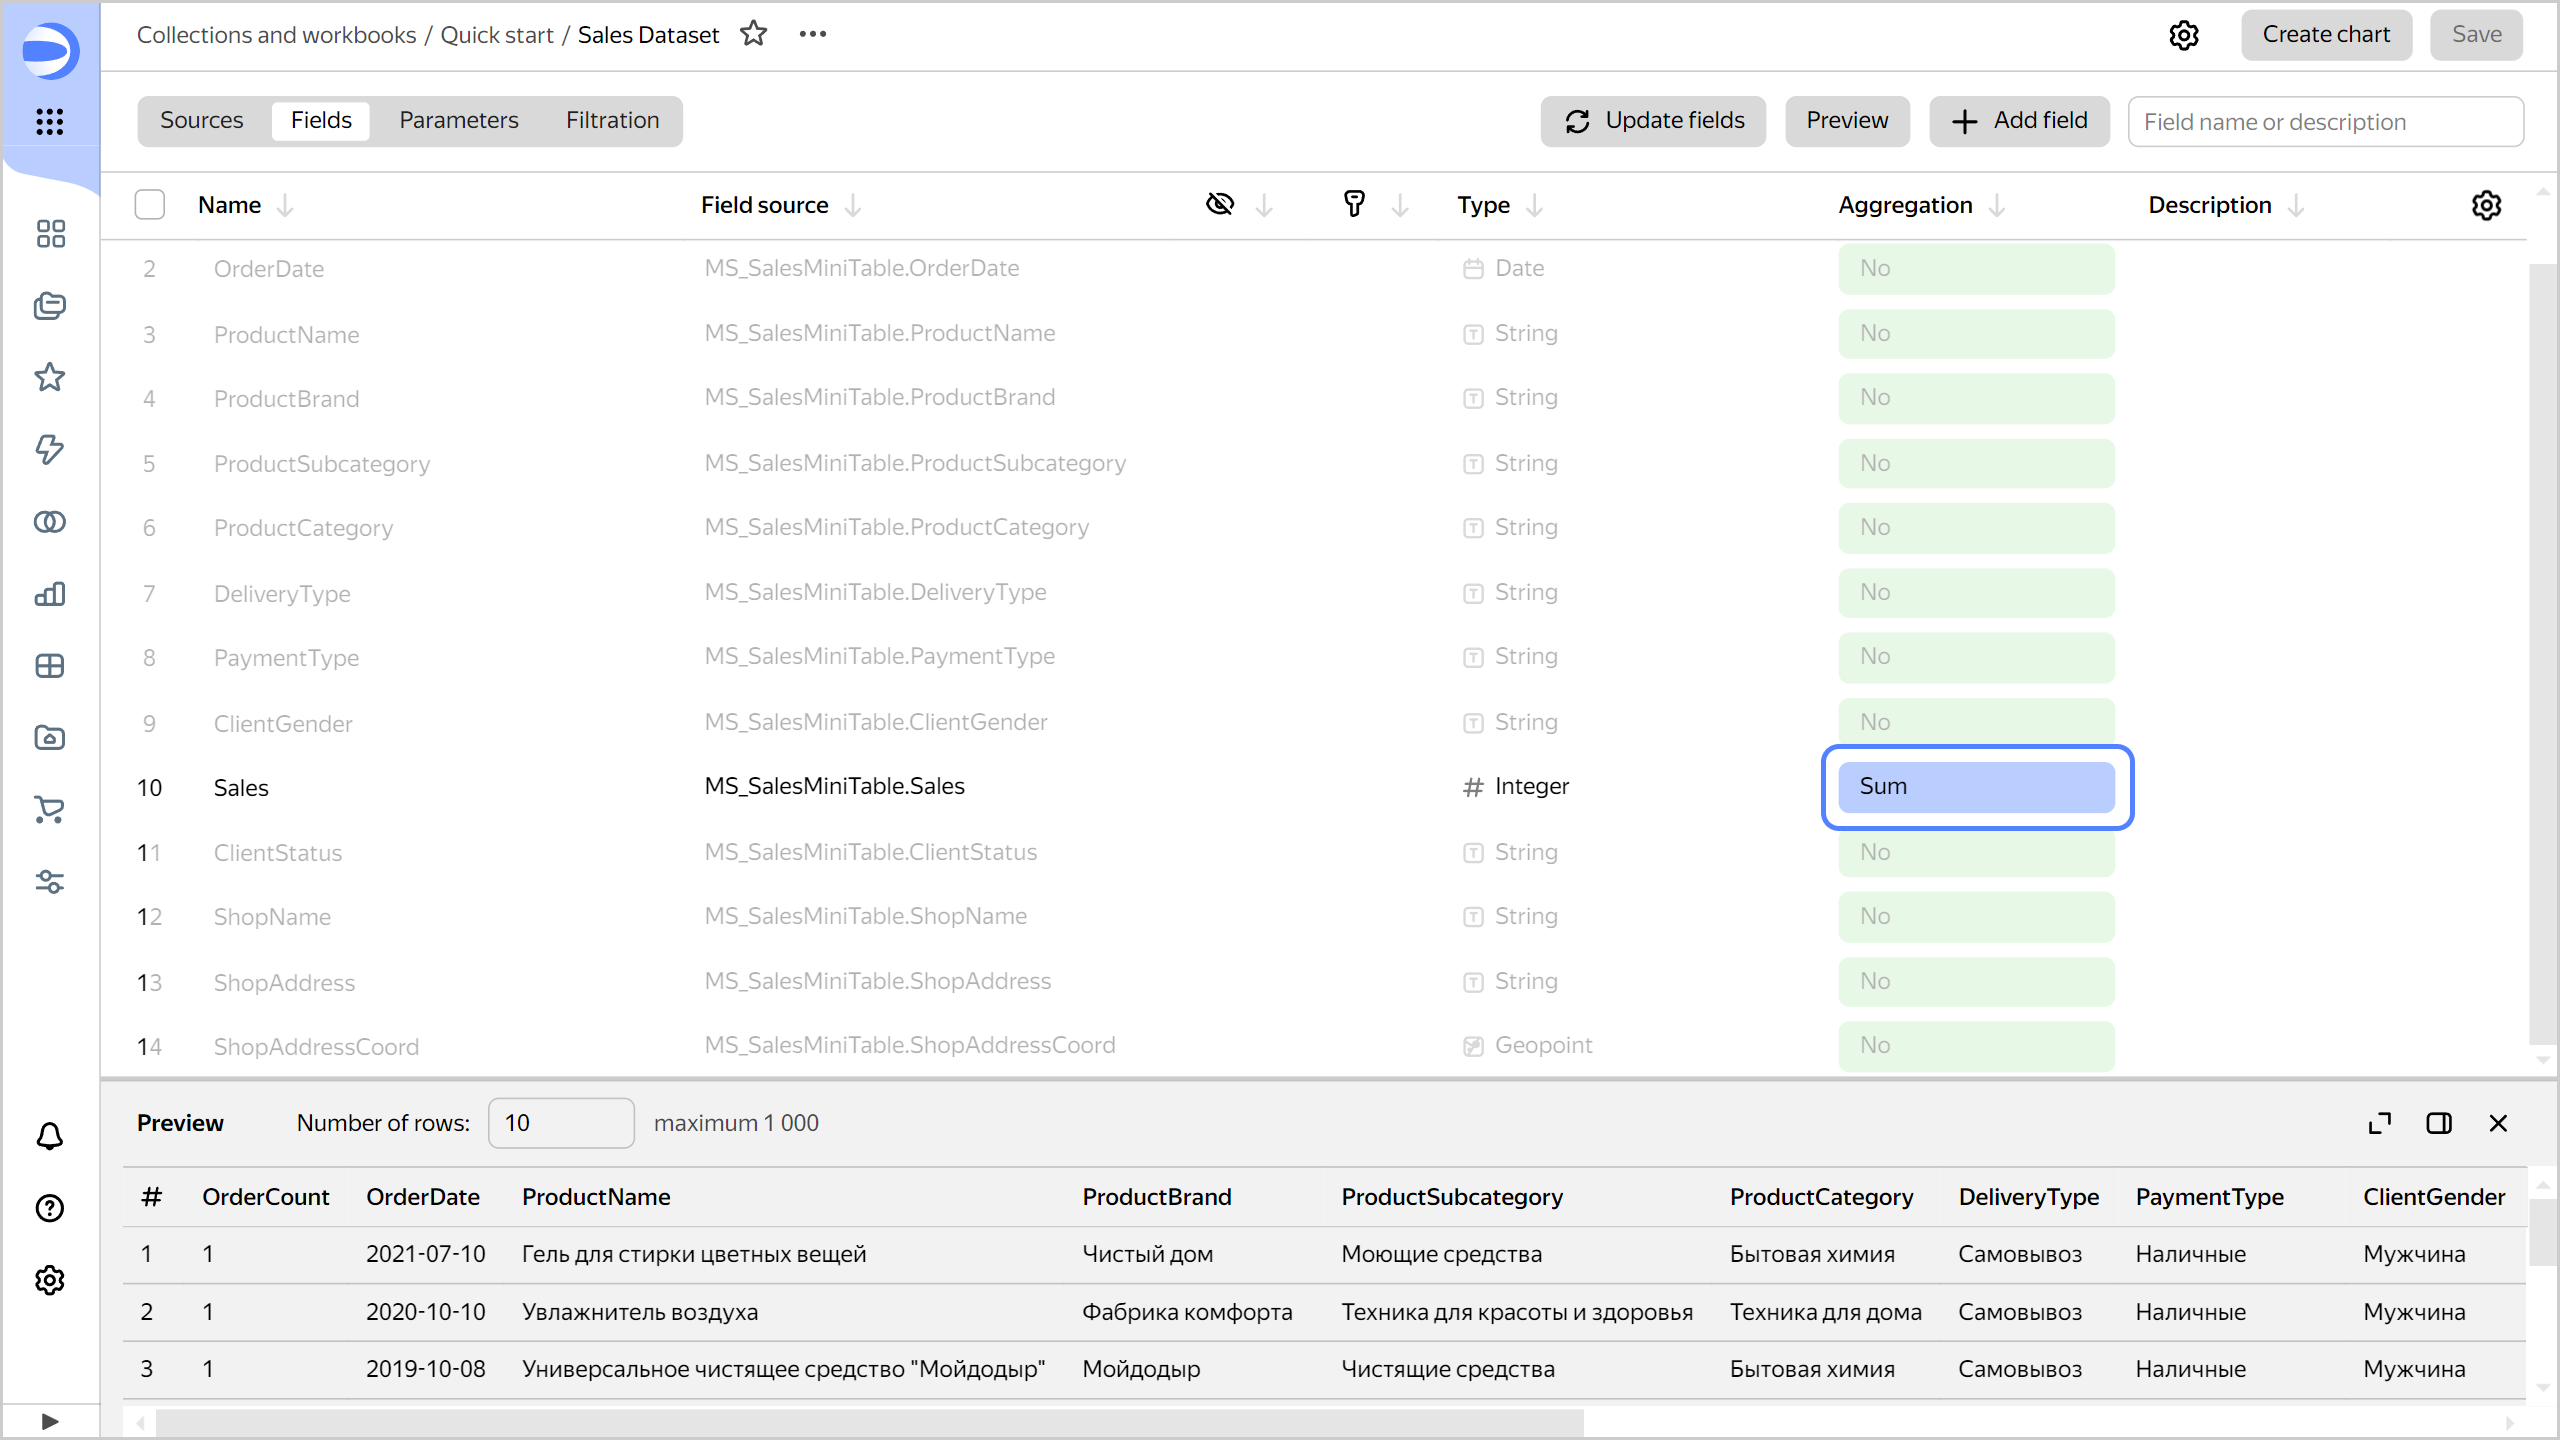 Collections and workbooks / Quick start / Sales Dataset
Create chart
Save
Sources Fields Parameters Filtration
Update fields Preview Add field Field name or description
Name Field source Type Aggregation Description
2 OrderDate MS_SalesMiniTable.OrderDate Date No
3 ProductName MS_SalesMiniTable.ProductName String No
4 ProductBrand MS_SalesMiniTable.ProductBrand String No
5 ProductSubcategory MS_SalesMiniTable.ProductSubcategory String No
6 ProductCategory MS_SalesMiniTable.ProductCategory String No
7 DeliveryType MS_SalesMiniTable.DeliveryType String No
8 PaymentType MS_SalesMiniTable.PaymentType String No
9 ClientGender MS_SalesMiniTable.ClientGender String No
10 Sales MS_SalesMiniTable.Sales Integer Sum
11 ClientStatus MS_SalesMiniTable.ClientStatus String No
12 ShopName MS_SalesMiniTable.ShopName String No
13 ShopAddress MS_SalesMiniTable.ShopAddress String No
14 ShopAddressCoord MS_SalesMiniTable.ShopAddressCoord Geopoint No
Preview Number of rows: 10 maximum 1 000
# OrderCount OrderDate ProductName ProductBrand ProductSubcategory ProductCategory DeliveryType PaymentType ClientGender
1 1 2021-07-10 Гель для стирки цветных вещей Чистый дом Моющие средства Бытовая химия Самовывоз Наличные Мужчина
2 1 2020-10-10 Увлажнитель воздуха Фабрика комфорта Техника для красоты и здоровья Техника для дома Самовывоз Наличные Мужчина
3 1 2019-10-08 Универсальное чистящее средство "Мойдодыр" Мойдодыр Чистящие средства Бытовая химия Самовывоз Наличные Мужчина